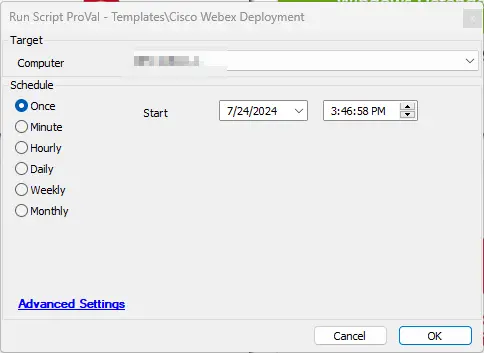 Run Script ProVal - Templates\Cisco Webex Deployment
Target
Computer
Schedule
Once
Start
7/24/2024
3:46:58 PM
Minute
Hourly
Daily
Weekly
Monthly
Advanced Settings
Cancel
OK